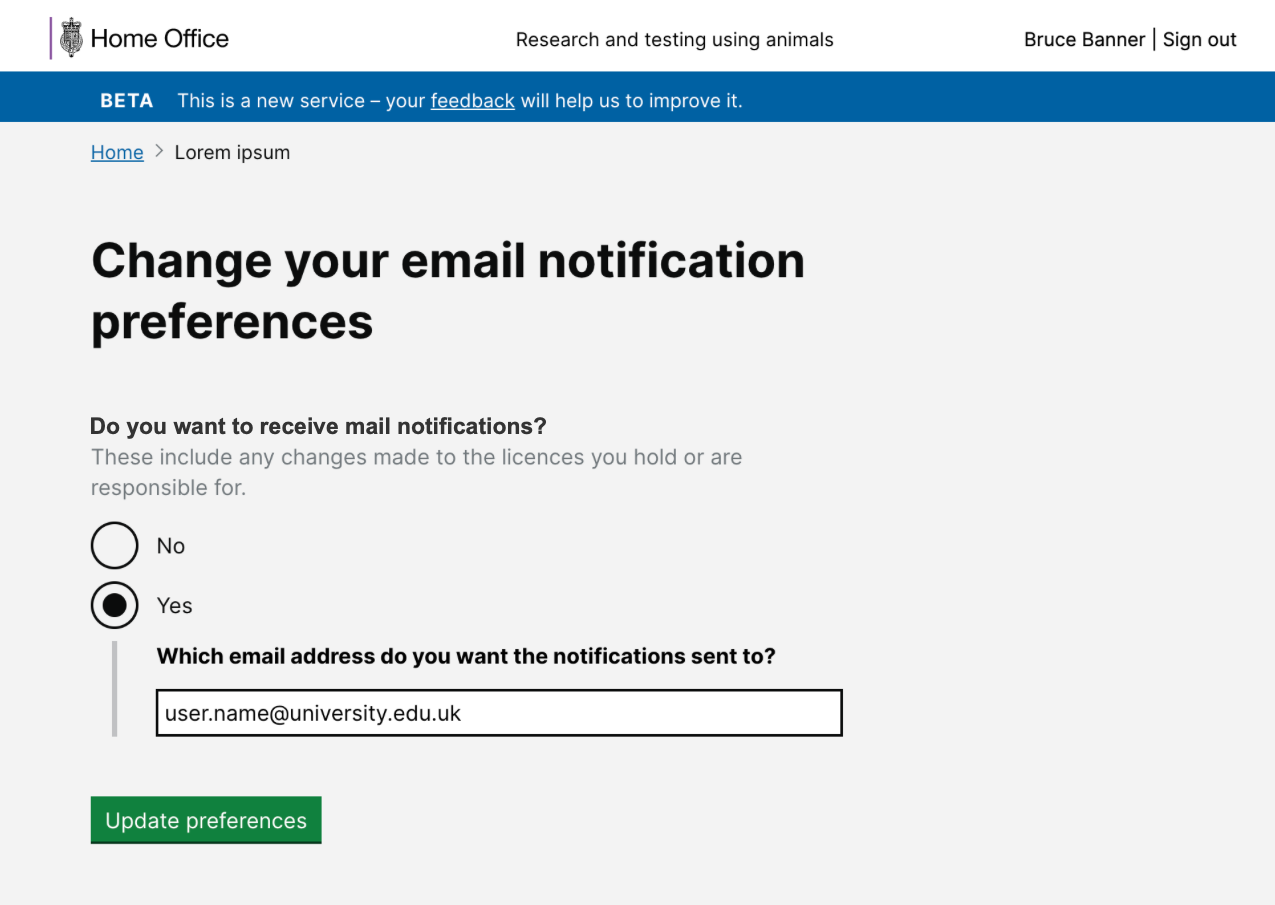 Home Office
Research and testing using animals
Bruce Banner | Sign out
BETA This is a new service – your feedback will help us to improve it.
Home > Lorem ipsum
Change your email notification
preferences
Do you want to receive mail notifications?
These include any changes made to the licences you hold or are
responsible for.
No
Yes
Which email address do you want the notifications sent to?
user.name@university.edu.uk
Update preferences